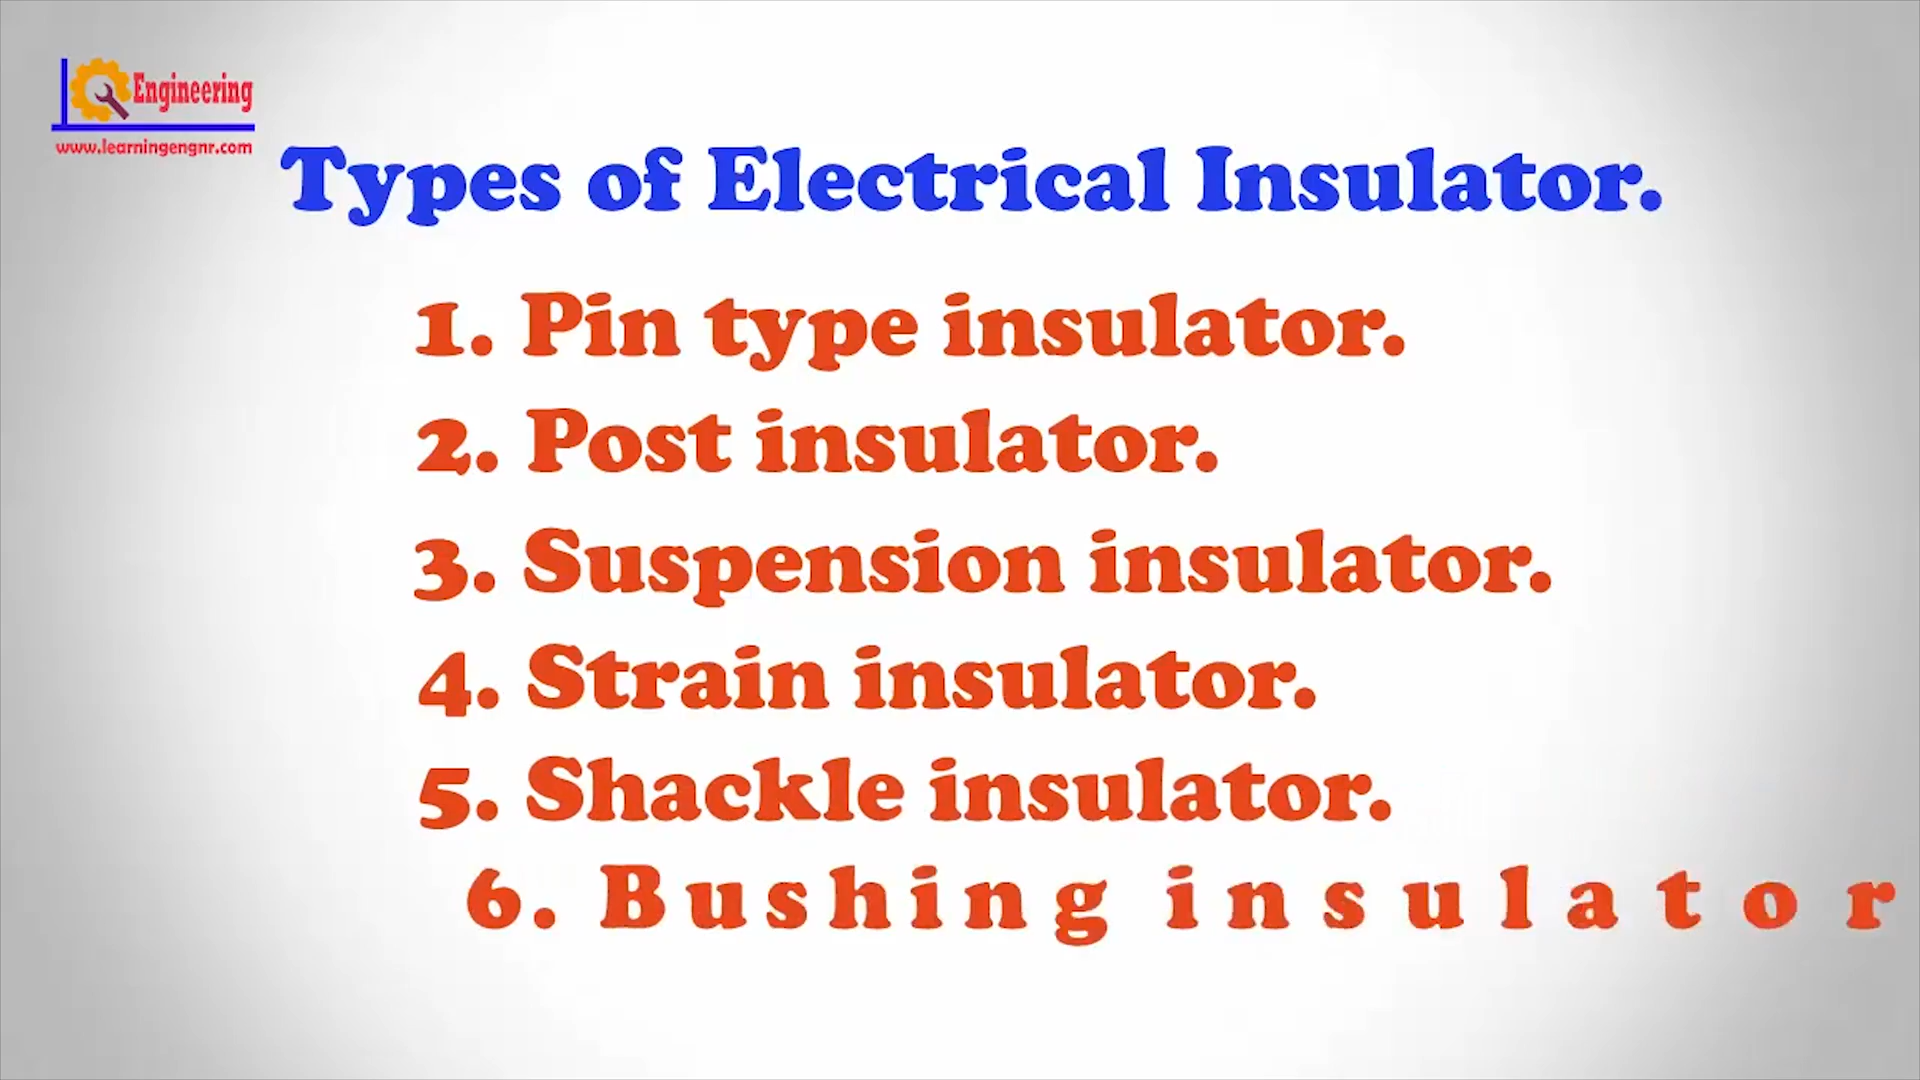 Engineering
www.learningengnr.com
Types of Electrical Insulator.
1. Pin type insulator.
2. Post insulator.
3. Suspension insulator.
4. Strain insulator.
5. Shackle insulator.
6. Bushing insulator